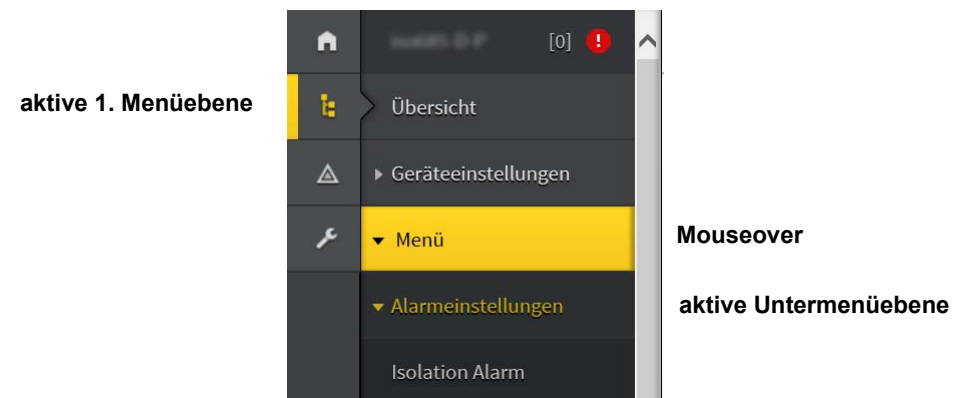 [0]
aktive 1. Menüebene
Übersicht
Geräteeinstellungen
Menü
Mouseover
Alarmeinstellungen
aktive Untermenüebene
Isolation Alarm